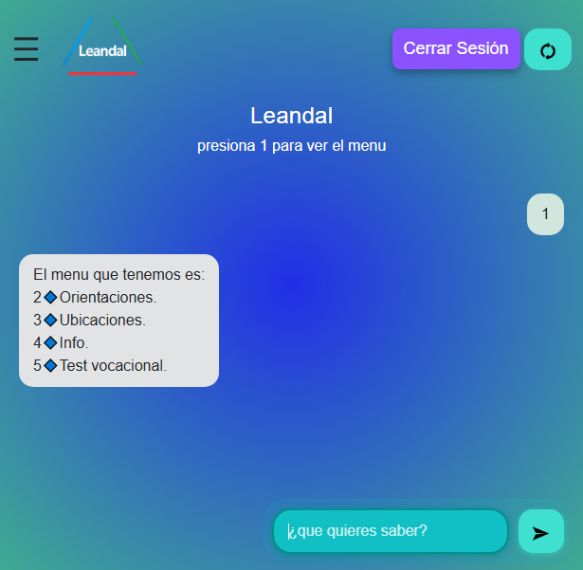 Leandal
Cerrar Sesión
Leandal
presiona 1 para ver el menu
1
El menu que tenemos es:
2🔷Orientaciones.
3🔷Ubicaciones.
4🔷Info.
5🔷Test vocacional.
¿que quieres saber?